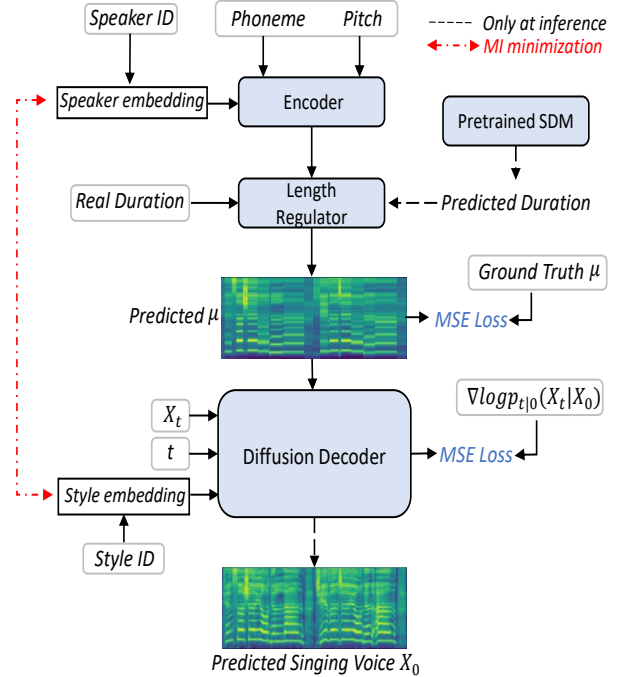 Speaker ID
Phoneme Pitch
Only at inference
MI minimization
Speaker embedding
Encoder
Pretrained SDM
Real Duration
Length
Regulator
Predicted Duration
Ground Truth μ
Predicted μ
MSE Loss
X_t
∇logp_{t|0}(X_t|X_0)
t
Diffusion Decoder
MSE Loss
Style embedding
Style ID
Predicted Singing Voice X_0